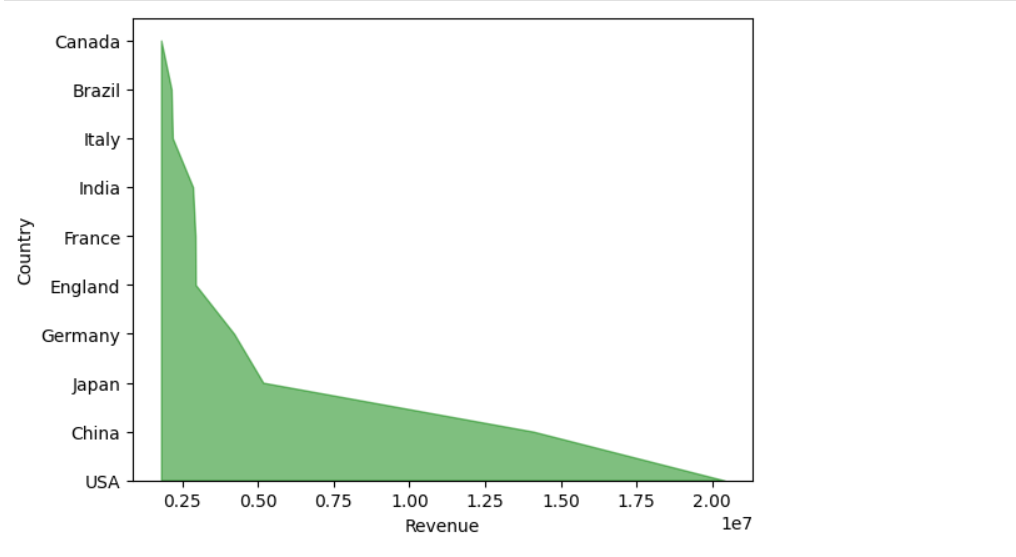 Canada
Brazil
Italy
India
France
England
Germany
Japan
China
USA
Country
0.25 0.50 0.75 1.00 1.25 1.50 1.75 2.00
1e7
Revenue